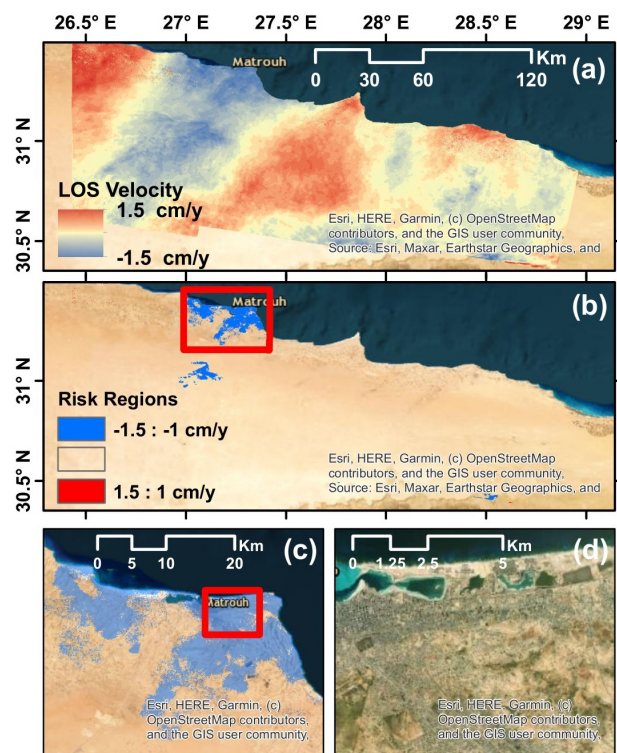 26.5° E 27° E 27.5° E 28° E 28.5° E 29° E
Matrouh
Km
0 30 60 120
(a)
31° N
30.5° N
LOS Velocity
1.5 cm/y
-1.5 cm/y
Esri, HERE, Garmin, (c) OpenStreetMap
contributors, and the GIS user community,
Source: Esri, Maxar, Earthstar Geographics, and
(b)
Matrouh
31° N
30.5° N
Risk Regions
-1.5 : -1 cm/y
1.5 : 1 cm/y
Esri, HERE, Garmin, (c) OpenStreetMap
contributors, and the GIS user community,
Source: Esri, Maxar, Earthstar Geographics, and
(c)
Km
0 5 10 20
Matrouh
Esri, HERE, Garmin, (c)
OpenStreetMap contributors,
and the GIS user community,
(d)
Km
0 1.25 2.5 5
Esri, HERE, Garmin, (c)
OpenStreetMap contributors,
and the GIS user community,